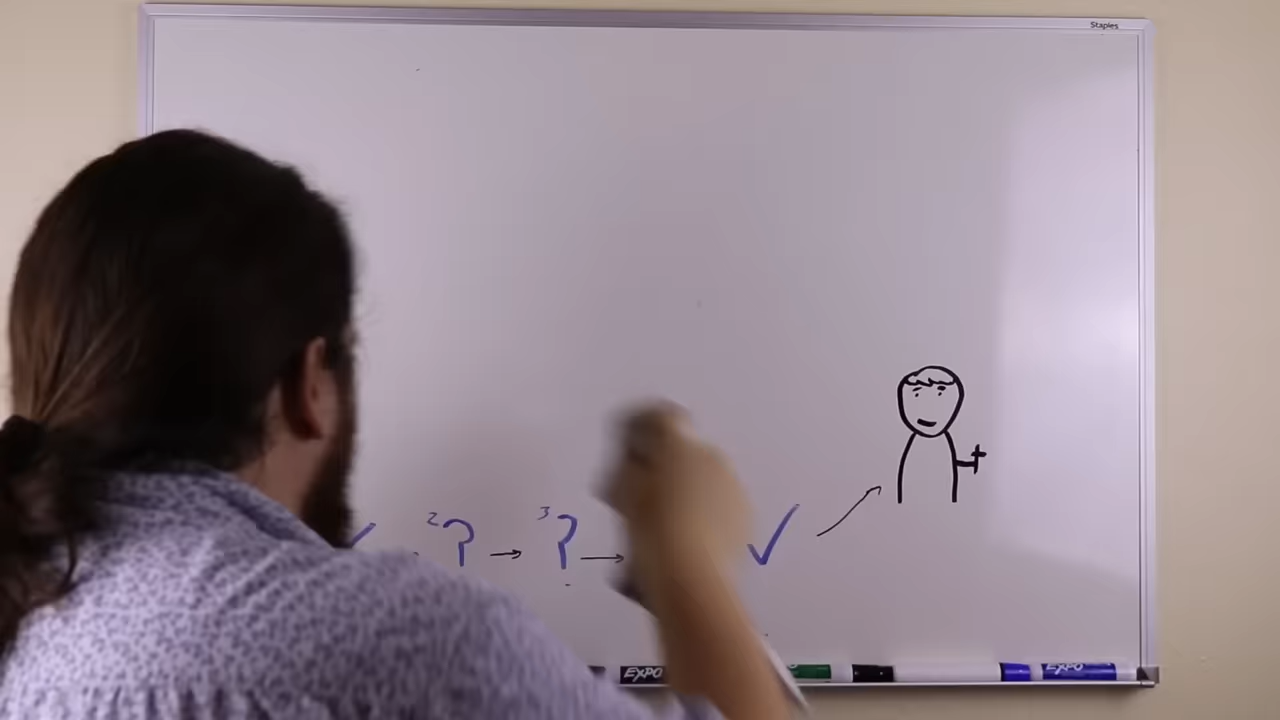 Staples
✓ 2? → 3? → ✓
EXPO EXPO